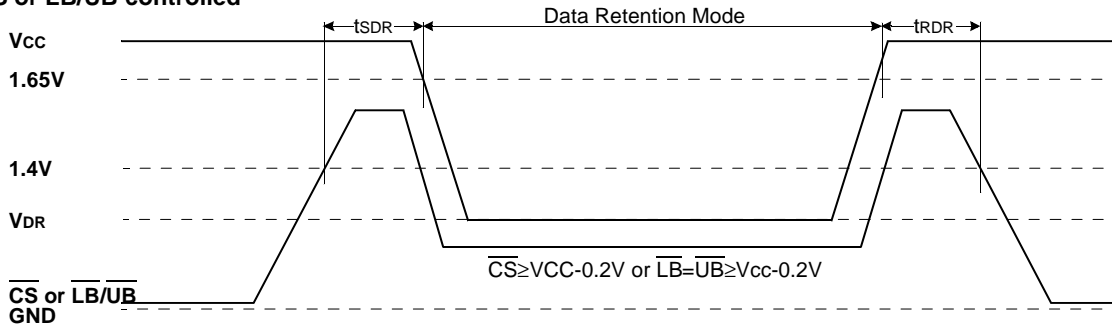 or LB/UB controlled
tSDR
Data Retention Mode
tRDR
VCC
1.65V
1.4V
VDR
CS≥VCC-0.2V or LB=UB≥Vcc-0.2V
CS or LB/UB
GND